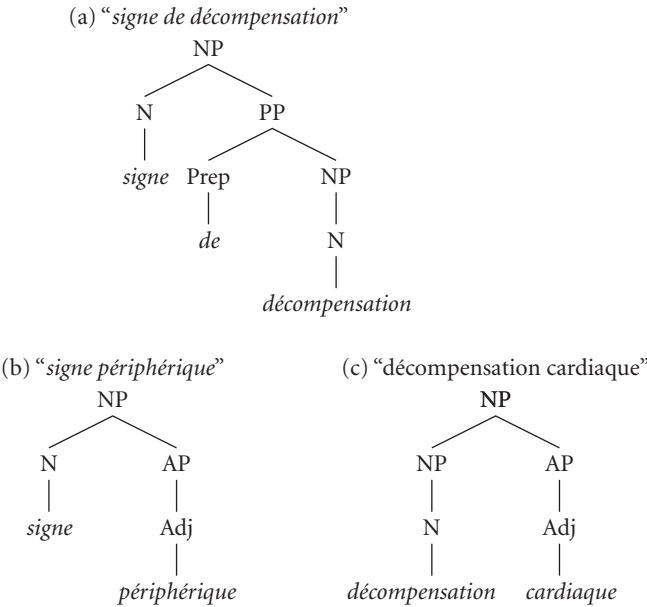 (a) “signe de décompensation”
NP
N PP
signe Prep NP
de N
décompensation
(b) “signe périphérique” (c) “décompensation cardiaque”
NP NP
N AP NP AP
signe Adj N Adj
périphérique décompensation cardiaque